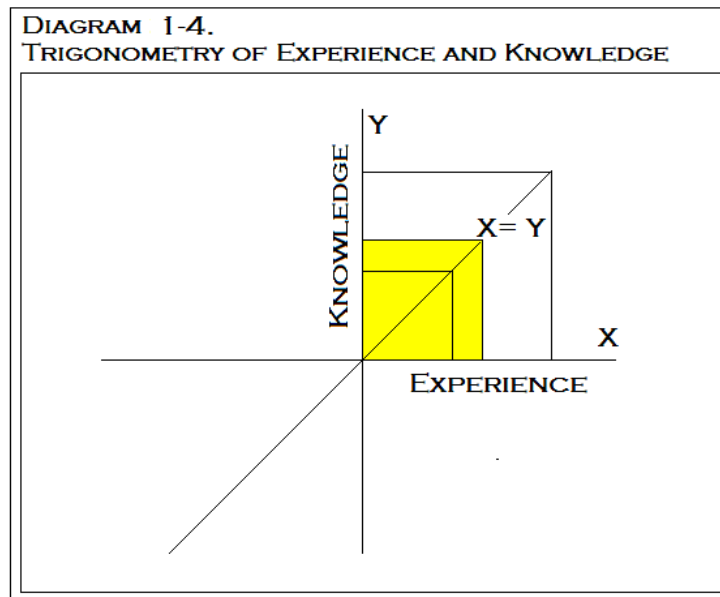 Diagram 1-4.
Trigonometry of Experience and Knowledge
Y
Knowledge
X= Y
X
Experience